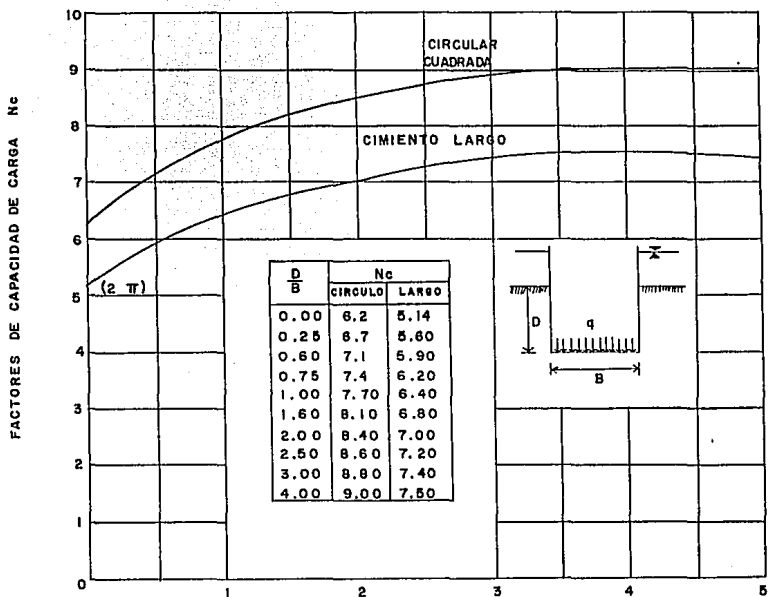 FACTORES DE CAPACIDAD DE CARGA Nc
10
9
8
7
6
5
4
3
2
1
0
1
2
3
4
5
CIRCULAR
CUADRADA
CIMIENTO LARGO
(2 π)
D/B Nc
CIRCULO LARGO
0.00 6.2 5.14
0.25 6.7 5.60
0.60 7.1 5.90
0.75 7.4 6.20
1.00 7.70 6.40
1.60 8.10 6.80
2.00 8.40 7.00
2.50 8.60 7.20
3.00 8.80 7.40
4.00 9.00 7.50
D
q
B